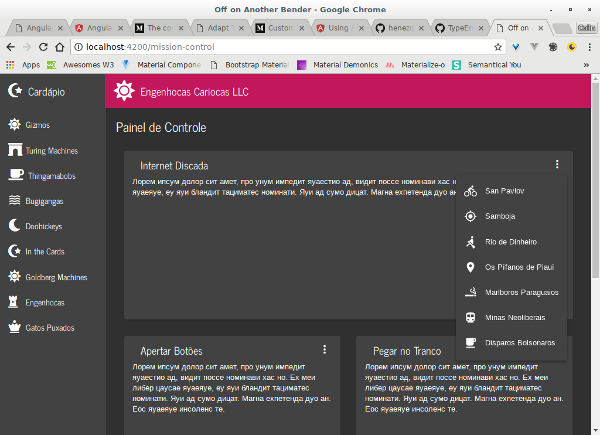 Off on Another Bender - Google Chrome
Angula
Angula
The co
Adapt
Custom
Using A
henezo
TypeErr
Off on A
localhost:4200/mission-control
Apps
Awesomes W3
Material Compone
Bootstrap Material
Material Demonics
Materialize-o
Semantical You
Cardápio
Engenhocas Cariocas LLC
Gizmos
Turing Machines
Thingamabobs
Bugigangas
Doohickeys
In the Cards
Goldberg Machines
Engenhocas
Gatos Puxados
Painel de Controle
Internet Discada
Лорем ипсум долор сит амет, про унум импедит яуаестио ад, видит поссе номинави хас н
яуаяуе, еу яуи бландит тациматес номинати. Яуи ад сумо дицат. Магна ехпетенда дуо ан
San Pavlov
Samboja
Rio de Dinheiro
Os Pífanos de Piauí
Marlboros Paraguaios
Minas Neoliberais
Disparos Bolsonaros
Apertar Botões
Лорем ипсум долор сит амет, про унум импедит
яуаестио ад, видит поссе номинави хас но. Ех меи
либер цаусае яуаяуе, еу яуи бландит тациматес
номинати. Яуи ад сумо дицат. Магна ехпетенда дуо ан.
Еос яуаеяуе инсоленс те.
Pegar no Tranco
Лорем ипсум долор сит амет, про унум импедит
яуаестио ад, видит поссе номинави хас но. Ех меи
либер цаусае яуаяуе, еу яуи бландит тациматес
номинати. Яуи ад сумо дицат. Магна ехпетенда дуо ан.
Еос яуаеяуе инсоленс те.